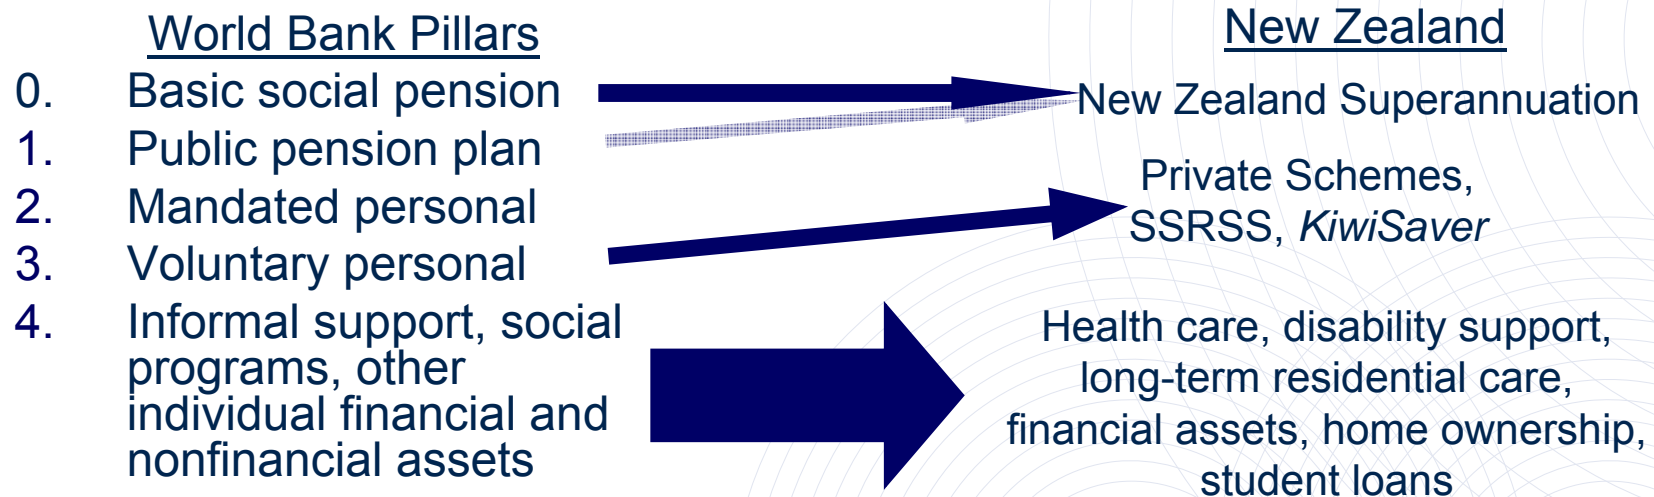 World Bank Pillars
0. Basic social pension
1. Public pension plan
2. Mandated personal
3. Voluntary personal
4. Informal support, social
programs, other
individual financial and
nonfinancial assets
New Zealand
New Zealand Superannuation
Private Schemes,
SSRSS, KiwiSaver
Health care, disability support,
long-term residential care,
financial assets, home ownership,
student loans